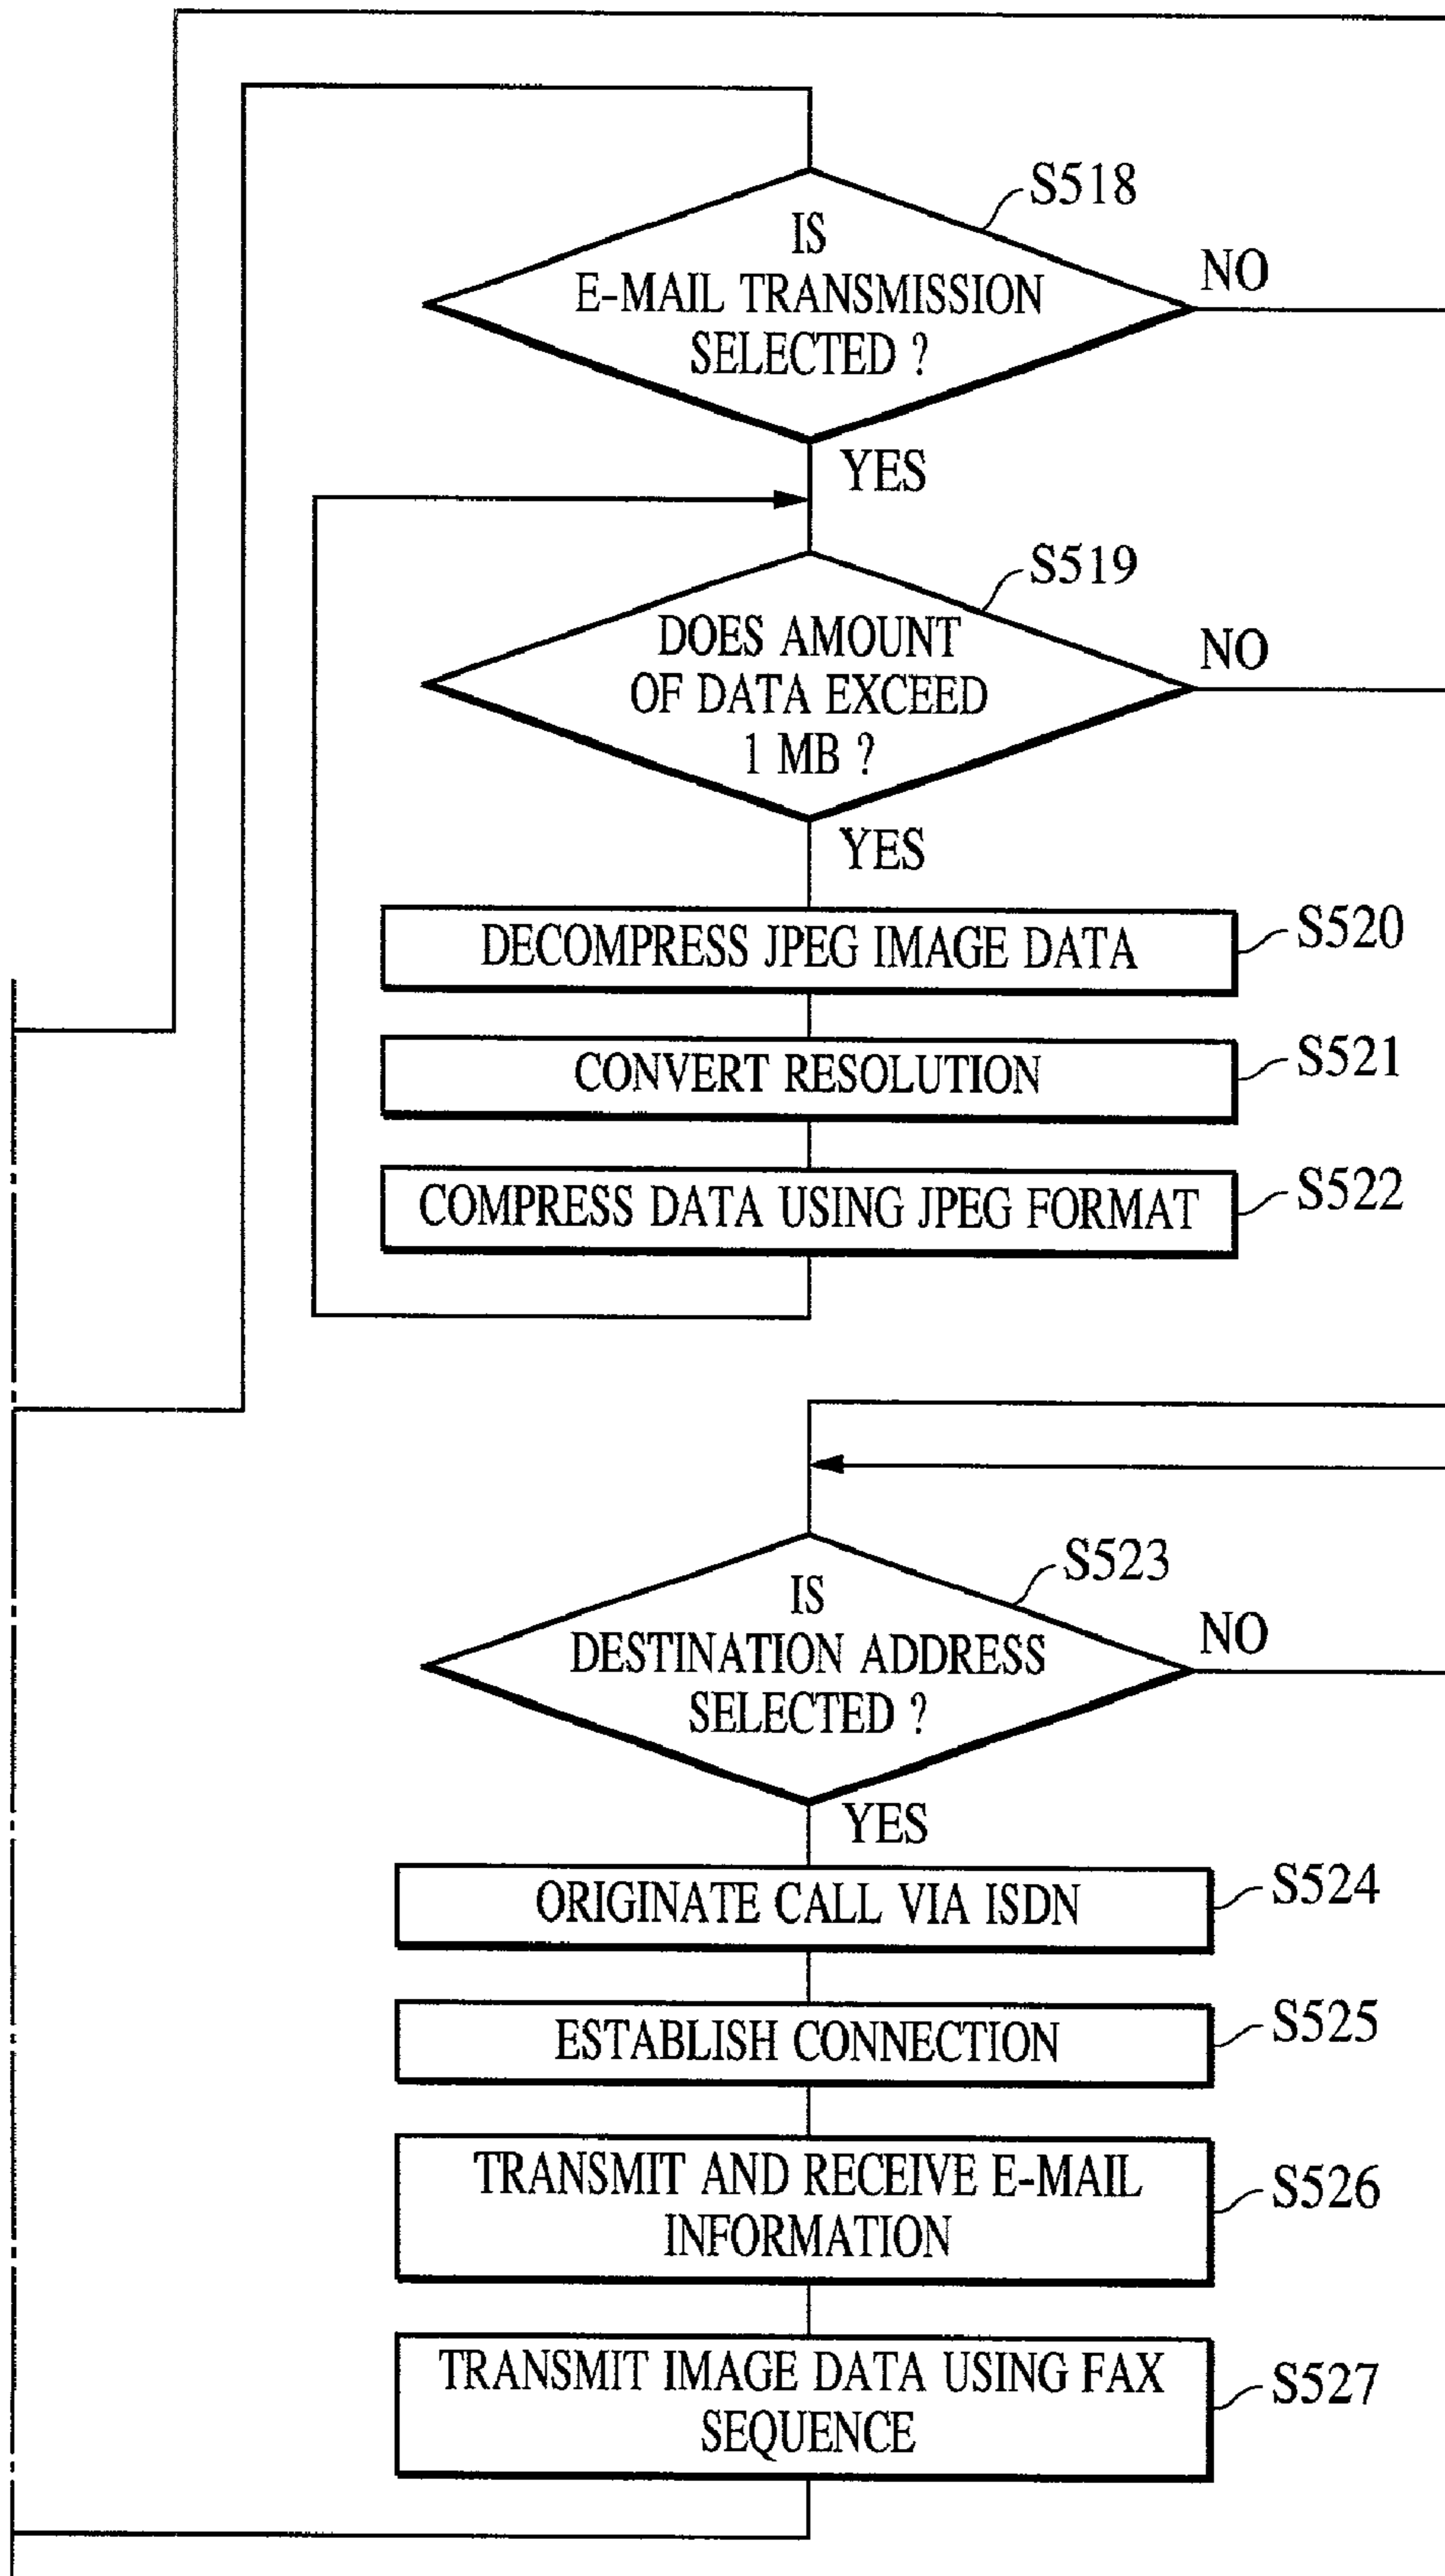 S518
IS
E-MAIL TRANSMISSION
SELECTED ?
NO
YES
S519
DOES AMOUNT
OF DATA EXCEED
1 MB ?
NO
YES
DECOMPRESS JPEG IMAGE DATA
S520
CONVERT RESOLUTION
S521
COMPRESS DATA USING JPEG FORMAT
S522
S523
IS
DESTINATION ADDRESS
SELECTED ?
NO
YES
ORIGINATE CALL VIA ISDN
S524
ESTABLISH CONNECTION
S525
TRANSMIT AND RECEIVE E-MAIL
INFORMATION
S526
TRANSMIT IMAGE DATA USING FAX
SEQUENCE
S527